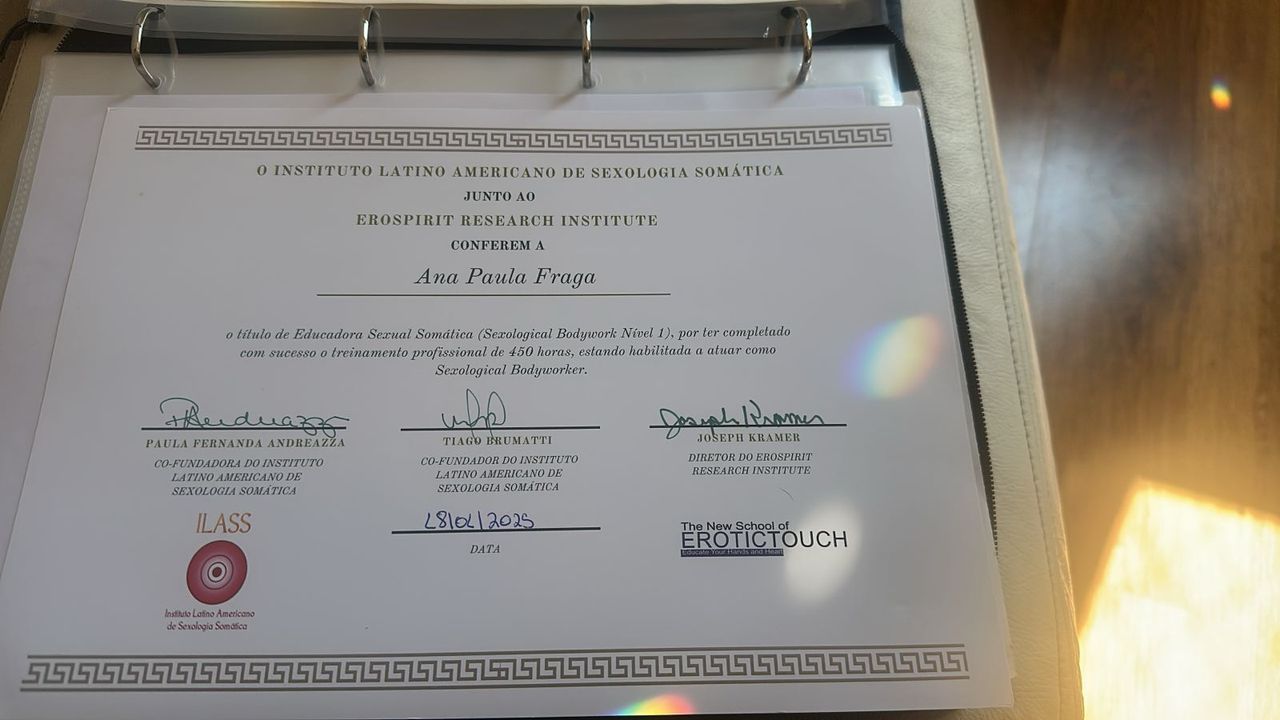 O INSTITUTO LATINO AMERICANO DE SEXOLOGIA SOMÁTICA
JUNTO AO
EROSPIRIT RESEARCH INSTITUTE
CONFEREM A
Ana Paula Fraga
o título de Educadora Sexual Somática (Sexological Bodywork Nível 1), por ter completado
com sucesso o treinamento profissional de 450 horas, estando habilitada a atuar como
Sexological Bodyworker.
PAULA FERNANDA ANDREAZZA
CO-FUNDADORA DO INSTITUTO
LATINO AMERICANO DE
SEXOLOGIA SOMÁTICA
TIAGO BRUMATTI
CO-FUNDADOR DO INSTITUTO
LATINO AMERICANO DE
SEXOLOGIA SOMÁTICA
Joseph Kramer
JOSEPH KRAMER
DIRETOR DO EROSPIRIT
RESEARCH INSTITUTE
ILASS
Instituto Latino Americano
de Sexologia Somática
DATA
The New School of
EROTICTOUCH
Educate Your Hands and Heart